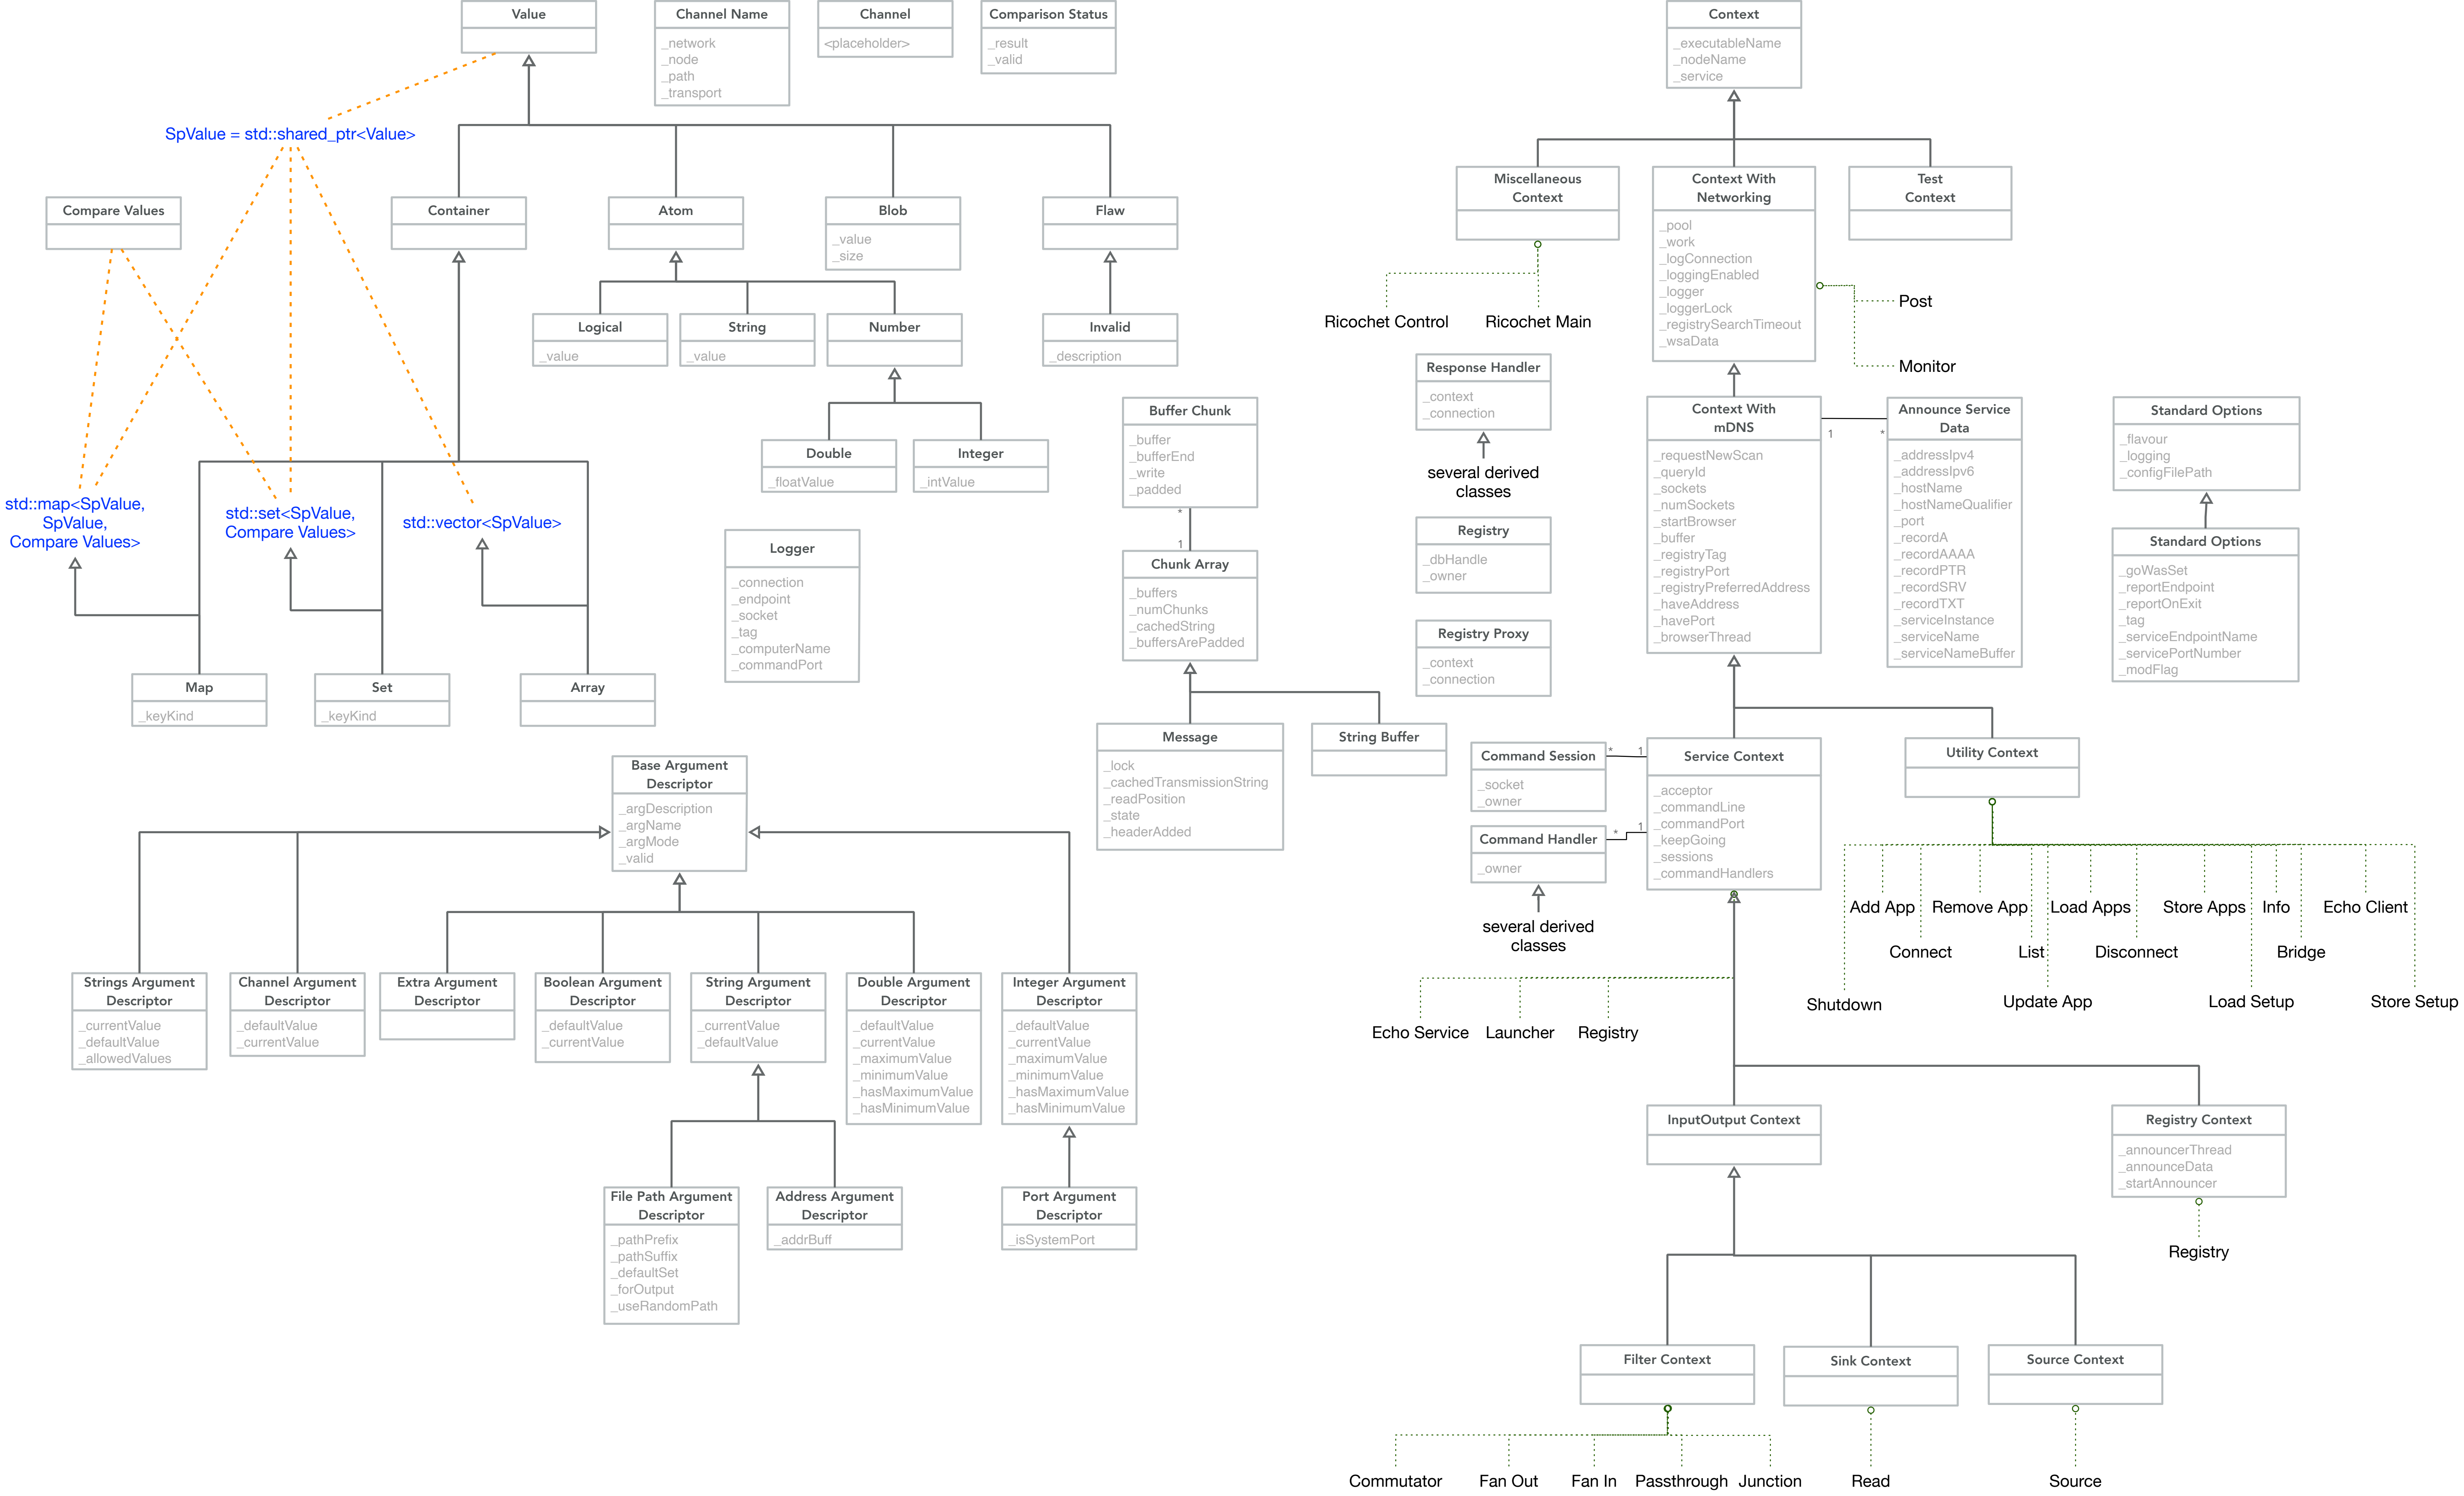 Value
Channel Name
_network
_node
_path
_transport
Channel
<placeholder>
Comparison Status
_result
_valid
Context
_executableName
_nodeName
_service
SpValue = std::shared_ptr<Value>
Compare Values
Container
Atom
Blob
_value
_size
Flaw
Logical
_value
String
_value
Number
Invalid
_description
Double
_floatValue
Integer
_intValue
std::map<SpValue,
SpValue,
Compare Values>
std::set<SpValue,
Compare Values>
std::vector<SpValue>
Map
_keyKind
Set
_keyKind
Array
Logger
_connection
_endpoint
_socket
_tag
_computerName
_commandPort
Buffer Chunk
_buffer
_bufferEnd
_write
_padded
*
1
Chunk Array
_buffers
_numChunks
_cachedString
_buffersArePadded
Message
_lock
_cachedTransmissionString
_readPosition
_state
_headerAdded
String Buffer
Base Argument
Descriptor
_argDescription
_argName
_argMode
_valid
Strings Argument
Descriptor
_currentValue
_defaultValue
_allowedValues
Channel Argument
Descriptor
_defaultValue
_currentValue
Extra Argument
Descriptor
Boolean Argument
Descriptor
_defaultValue
_currentValue
String Argument
Descriptor
_currentValue
_defaultValue
Double Argument
Descriptor
_defaultValue
_currentValue
_maximumValue
_minimumValue
_hasMaximumValue
_hasMinimumValue
Integer Argument
Descriptor
_defaultValue
_currentValue
_maximumValue
_minimumValue
_hasMaximumValue
_hasMinimumValue
File Path Argument
Descriptor
_pathPrefix
_pathSuffix
_defaultSet
_forOutput
_useRandomPath
Address Argument
Descriptor
_addrBuff
Port Argument
Descriptor
_isSystemPort
Miscellaneous
Context
Context With
Networking
_pool
_work
_logConnection
_loggingEnabled
_logger
_loggerLock
_registrySearchTimeout
_wsaData
Test
Context
Ricochet Control
Ricochet Main
Post
Monitor
Response Handler
_context
_connection
several derived
classes
Registry
_dbHandle
_owner
Registry Proxy
_context
_connection
Context With
mDNS
_requestNewScan
_queryId
_sockets
_numSockets
_startBrowser
_buffer
_registryTag
_registryPort
_registryPreferredAddress
_haveAddress
_havePort
_browserThread
1
*
Announce Service
Data
_addressIpv4
_addressIpv6
_hostName
_hostNameQualifier
_port
_recordA
_recordAAAA
_recordPTR
_recordSRV
_recordTXT
_serviceInstance
_serviceName
_serviceNameBuffer
Standard Options
_flavour
_logging
_configFilePath
Standard Options
_goWasSet
_reportEndpoint
_reportOnExit
_tag
_serviceEndpointName
_servicePortNumber
_modFlag
Command Session
_socket
_owner
*
1
Command Handler
_owner
*
1
several derived
classes
Service Context
_acceptor
_commandLine
_commandPort
_keepGoing
_sessions
_commandHandlers
Utility Context
Add App
Remove App
Load Apps
Store Apps
Info
Echo Client
Connect
List
Disconnect
Bridge
Shutdown
Update App
Load Setup
Store Setup
Echo Service
Launcher
Registry
InputOutput Context
Registry Context
_announcerThread
_announceData
_startAnnouncer
Registry
Filter Context
Sink Context
Source Context
Commutator
Fan Out
Fan In
Passthrough
Junction
Read
Source